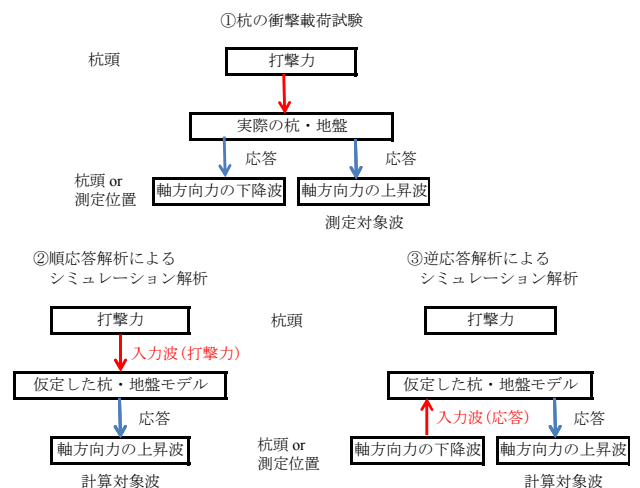 ①杭の衝撃載荷試験
杭頭
打撃力
実際の杭・地盤
応答
応答
杭頭 or
測定位置
軸方向力の下降波
軸方向力の上昇波
測定対象波
②順応答解析による
シミュレーション解析
打撃力
入力波(打撃力)
仮定した杭・地盤モデル
応答
軸方向力の上昇波
計算対象波
③逆応答解析による
シミュレーション解析
杭頭
打撃力
仮定した杭・地盤モデル
入力波(応答)
応答
杭頭 or
測定位置
軸方向力の下降波
軸方向力の上昇波
計算対象波